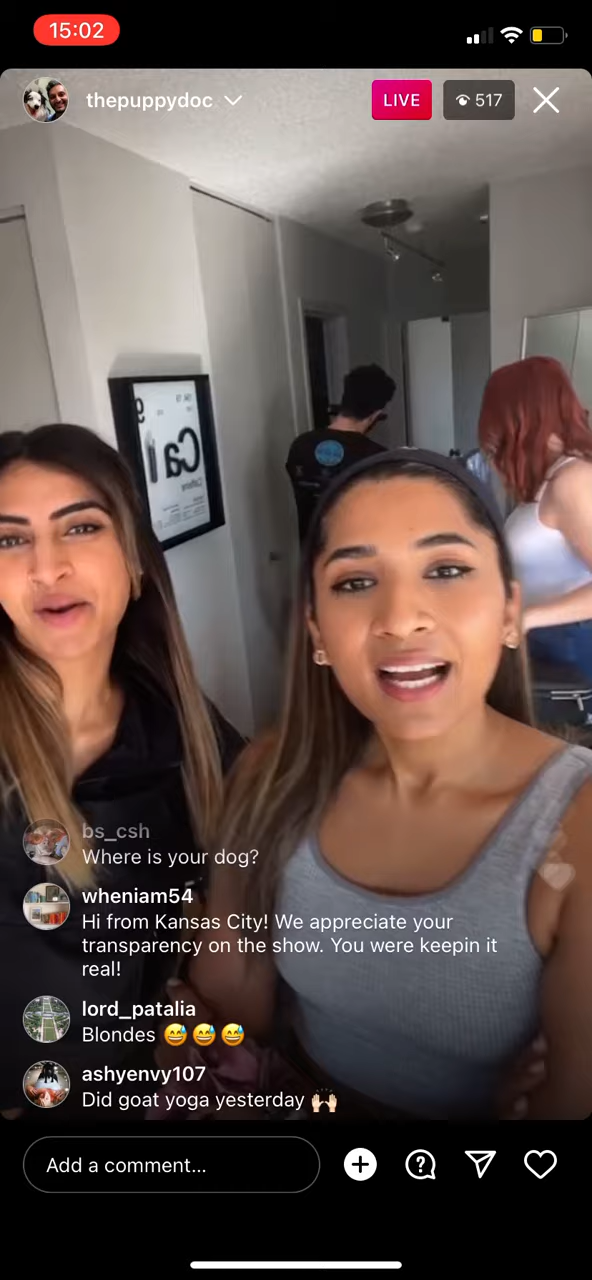 15:02
thepuppydoc
LIVE
517
Cal
bs_csh
Where is your dog?
wheniam54
Hi from Kansas City! We appreciate your
transparency on the show. You were keepin it
real!
lord_patalia
Blondes 😅😅😅
ashyenvy107
Did goat yoga yesterday 🙌🏻
Add a comment...